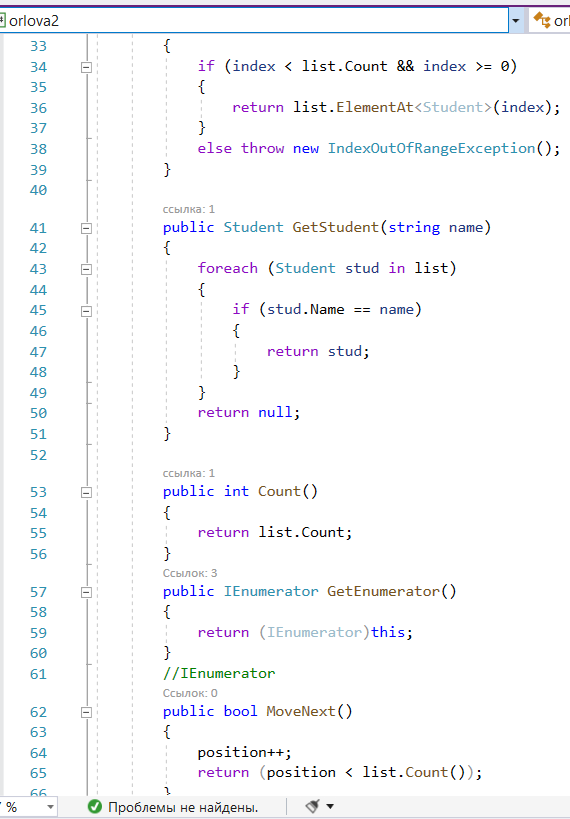 orlova2 orl
33 {
34 if (index < list.Count && index >= 0)
35 {
36 return list.ElementAt<Student>(index);
37 }
38 else throw new IndexOutOfRangeException();
39 }
40
ссылка: 1
41 public Student GetStudent(string name)
42 {
43 foreach (Student stud in list)
44 {
45 if (stud.Name == name)
46 {
47 return stud;
48 }
49 }
50 return null;
51 }
52
ссылка: 1
53 public int Count()
54 {
55 return list.Count;
56 }
Ссылок: 3
57 public IEnumerator GetEnumerator()
58 {
59 return (IEnumerator)this;
60 }
61 //IEnumerator
Ссылок: 0
62 public bool MoveNext()
63 {
64 position++;
65 return (position < list.Count());
66 }
% Проблемы не найдены.